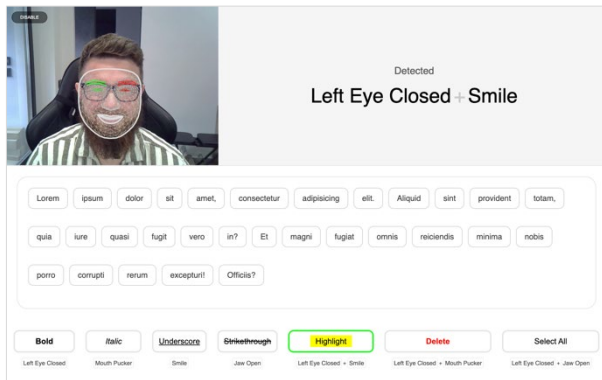 DISABLE
Detected
Left Eye Closed + Smile
Lorem ipsum dolor sit amet, consectetur adipisicing elit. Aliquid sint provident totam,
quia iure quasi fugit vero in? Et magni fugiat omnis reiciendis minima nobis
porro corrupti rerum excepturi! Officiis?
Bold Italic Underscore Strikethrough Highlight Delete Select All
Left Eye Closed Mouth Pucker Smile Jaw Open Left Eye Closed + Smile Left Eye Closed + Mouth Pucker Left Eye Closed + Jaw Open